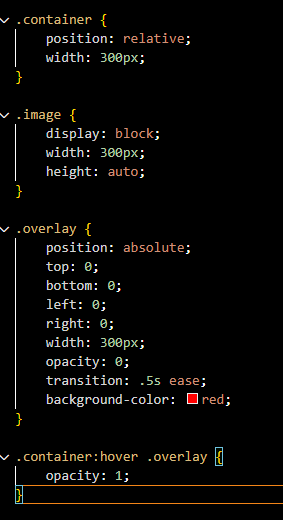 .container {
position: relative;
width: 300px;
}
.image {
display: block;
width: 300px;
height: auto;
}
.overlay {
position: absolute;
top: 0;
bottom: 0;
left: 0;
right: 0;
width: 300px;
opacity: 0;
transition: .5s ease;
background-color: red;
}
.container:hover .overlay {
opacity: 1;
}